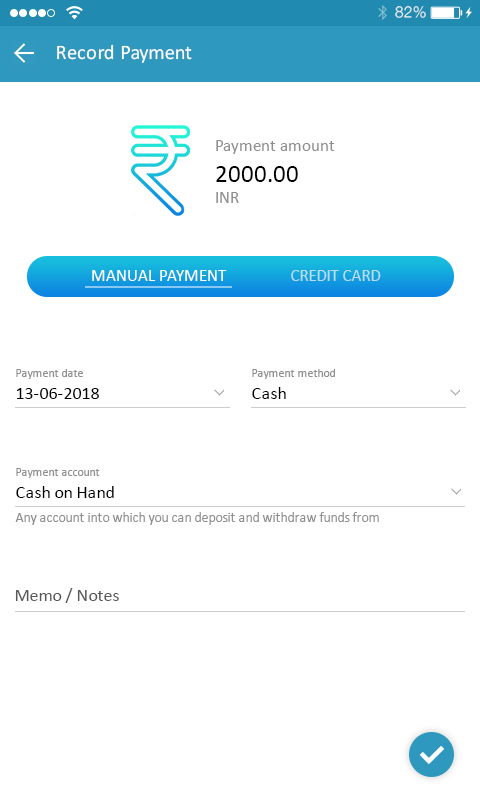 82%
Record Payment
Payment amount
2000.00
INR
MANUAL PAYMENT CREDIT CARD
Payment date Payment method
13-06-2018 Cash
Payment account
Cash on Hand
Any account into which you can deposit and withdraw funds from
Memo / Notes